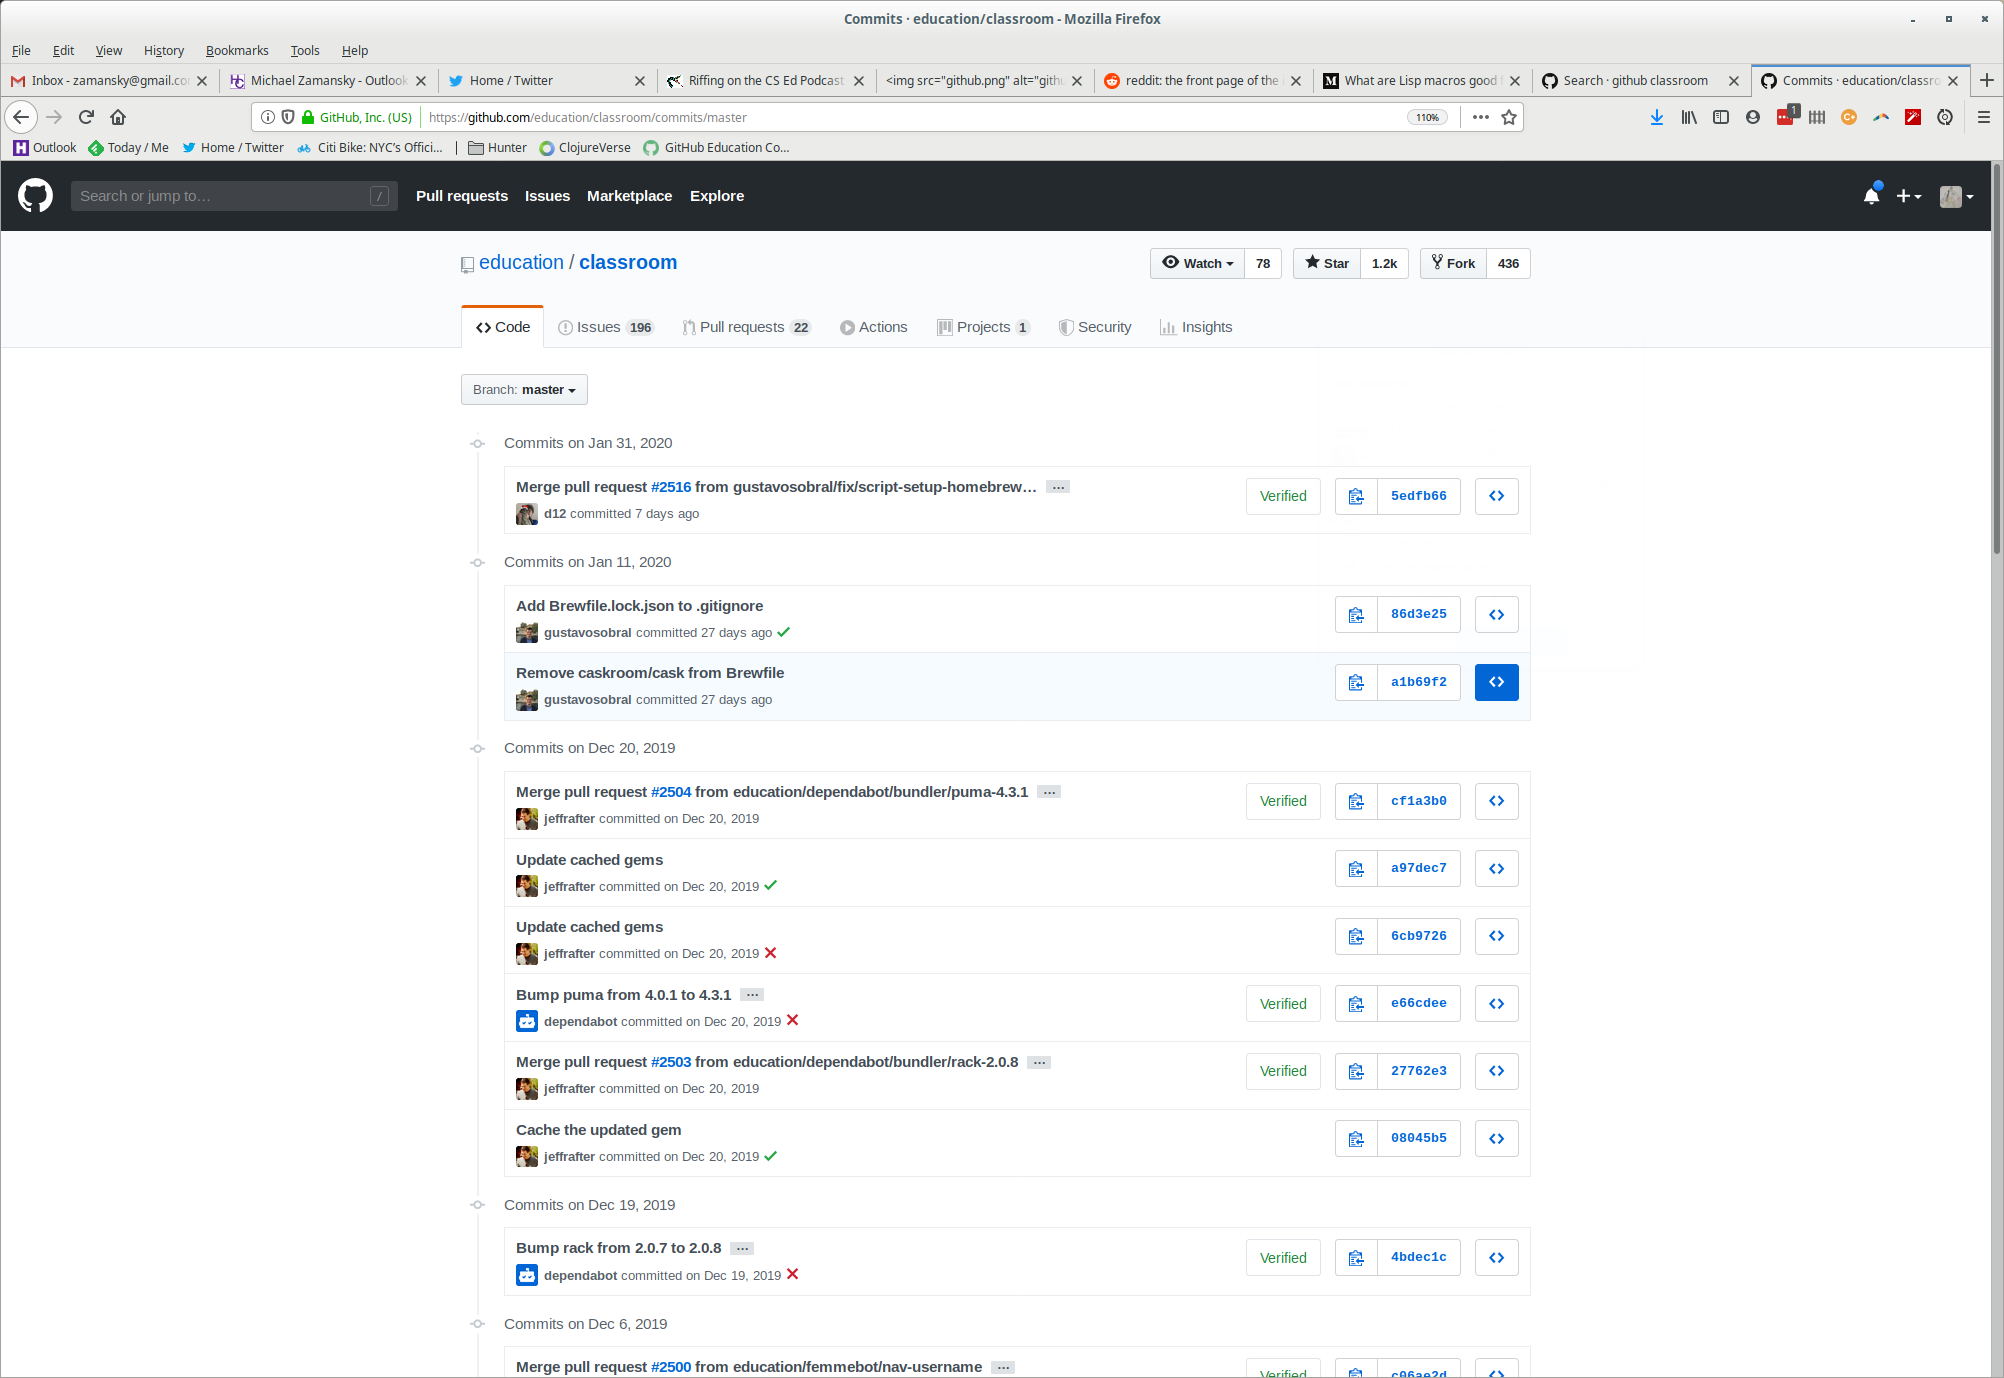 Commits · education/classroom - Mozilla Firefox
File Edit View History Bookmarks Tools Help
Inbox - zamansky@gmail.co
Michael Zamansky - Outlook
Home / Twitter
Riffing on the CS Ed Podcast
<img src="github.png" alt="gith
reddit: the front page of the
What are Lisp macros good
Search · github classroom
Commits · education/classro
GitHub, Inc. (US) https://github.com/education/classroom/commits/master 110% 1
Outlook Today / Me Home / Twitter Citi Bike: NYC's Offici... Hunter ClojureVerse GitHub Education Co...
Search or jump to... / Pull requests Issues Marketplace Explore
education / classroom Watch 78 Star 1.2k Fork 436
Code Issues 196 Pull requests 22 Actions Projects 1 Security Insights
Branch: master
Commits on Jan 31, 2020
Merge pull request #2516 from gustavosobral/fix/script-setup-homebrew… ... Verified 5edfb66
d12 committed 7 days ago
Commits on Jan 11, 2020
Add Brewfile.lock.json to .gitignore 86d3e25
gustavosobral committed 27 days ago
Remove caskroom/cask from Brewfile a1b69f2
gustavosobral committed 27 days ago
Commits on Dec 20, 2019
Merge pull request #2504 from education/dependabot/bundler/puma-4.3.1 ... Verified cf1a3b0
jeffrafter committed on Dec 20, 2019
Update cached gems a97dec7
jeffrafter committed on Dec 20, 2019
Update cached gems 6cb9726
jeffrafter committed on Dec 20, 2019
Bump puma from 4.0.1 to 4.3.1 ... Verified e66cdee
dependabot committed on Dec 20, 2019
Merge pull request #2503 from education/dependabot/bundler/rack-2.0.8 ... Verified 27762e3
jeffrafter committed on Dec 20, 2019
Cache the updated gem 08045b5
jeffrafter committed on Dec 20, 2019
Commits on Dec 19, 2019
Bump rack from 2.0.7 to 2.0.8 ... Verified 4bdec1c
dependabot committed on Dec 19, 2019
Commits on Dec 6, 2019
Merge pull request #2500 from education/femmebot/nav-username ... Verified c06ae2d